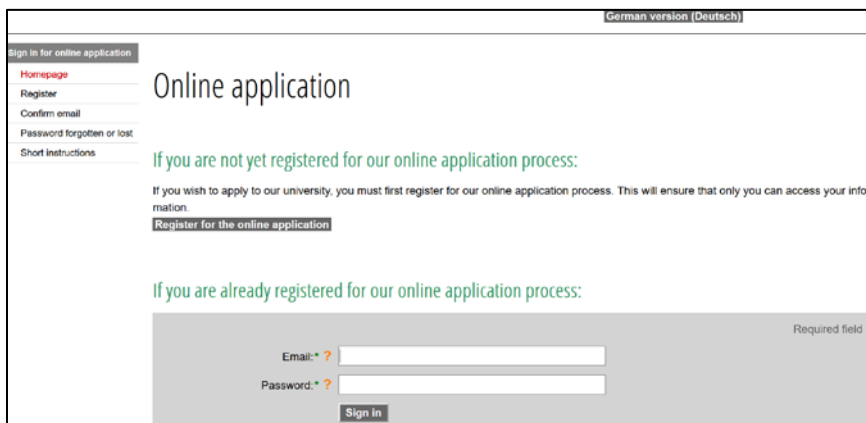 German version (Deutsch)
Sign in for online application
Homepage
Register
Confirm email
Password forgotten or lost
Short instructions
Online application
If you are not yet registered for our online application process:
If you wish to apply to our university, you must first register for our online application process. This will ensure that only you can access your info
mation.
Register for the online application
If you are already registered for our online application process:
Required field
Email:* ?
Password:* ?
Sign in